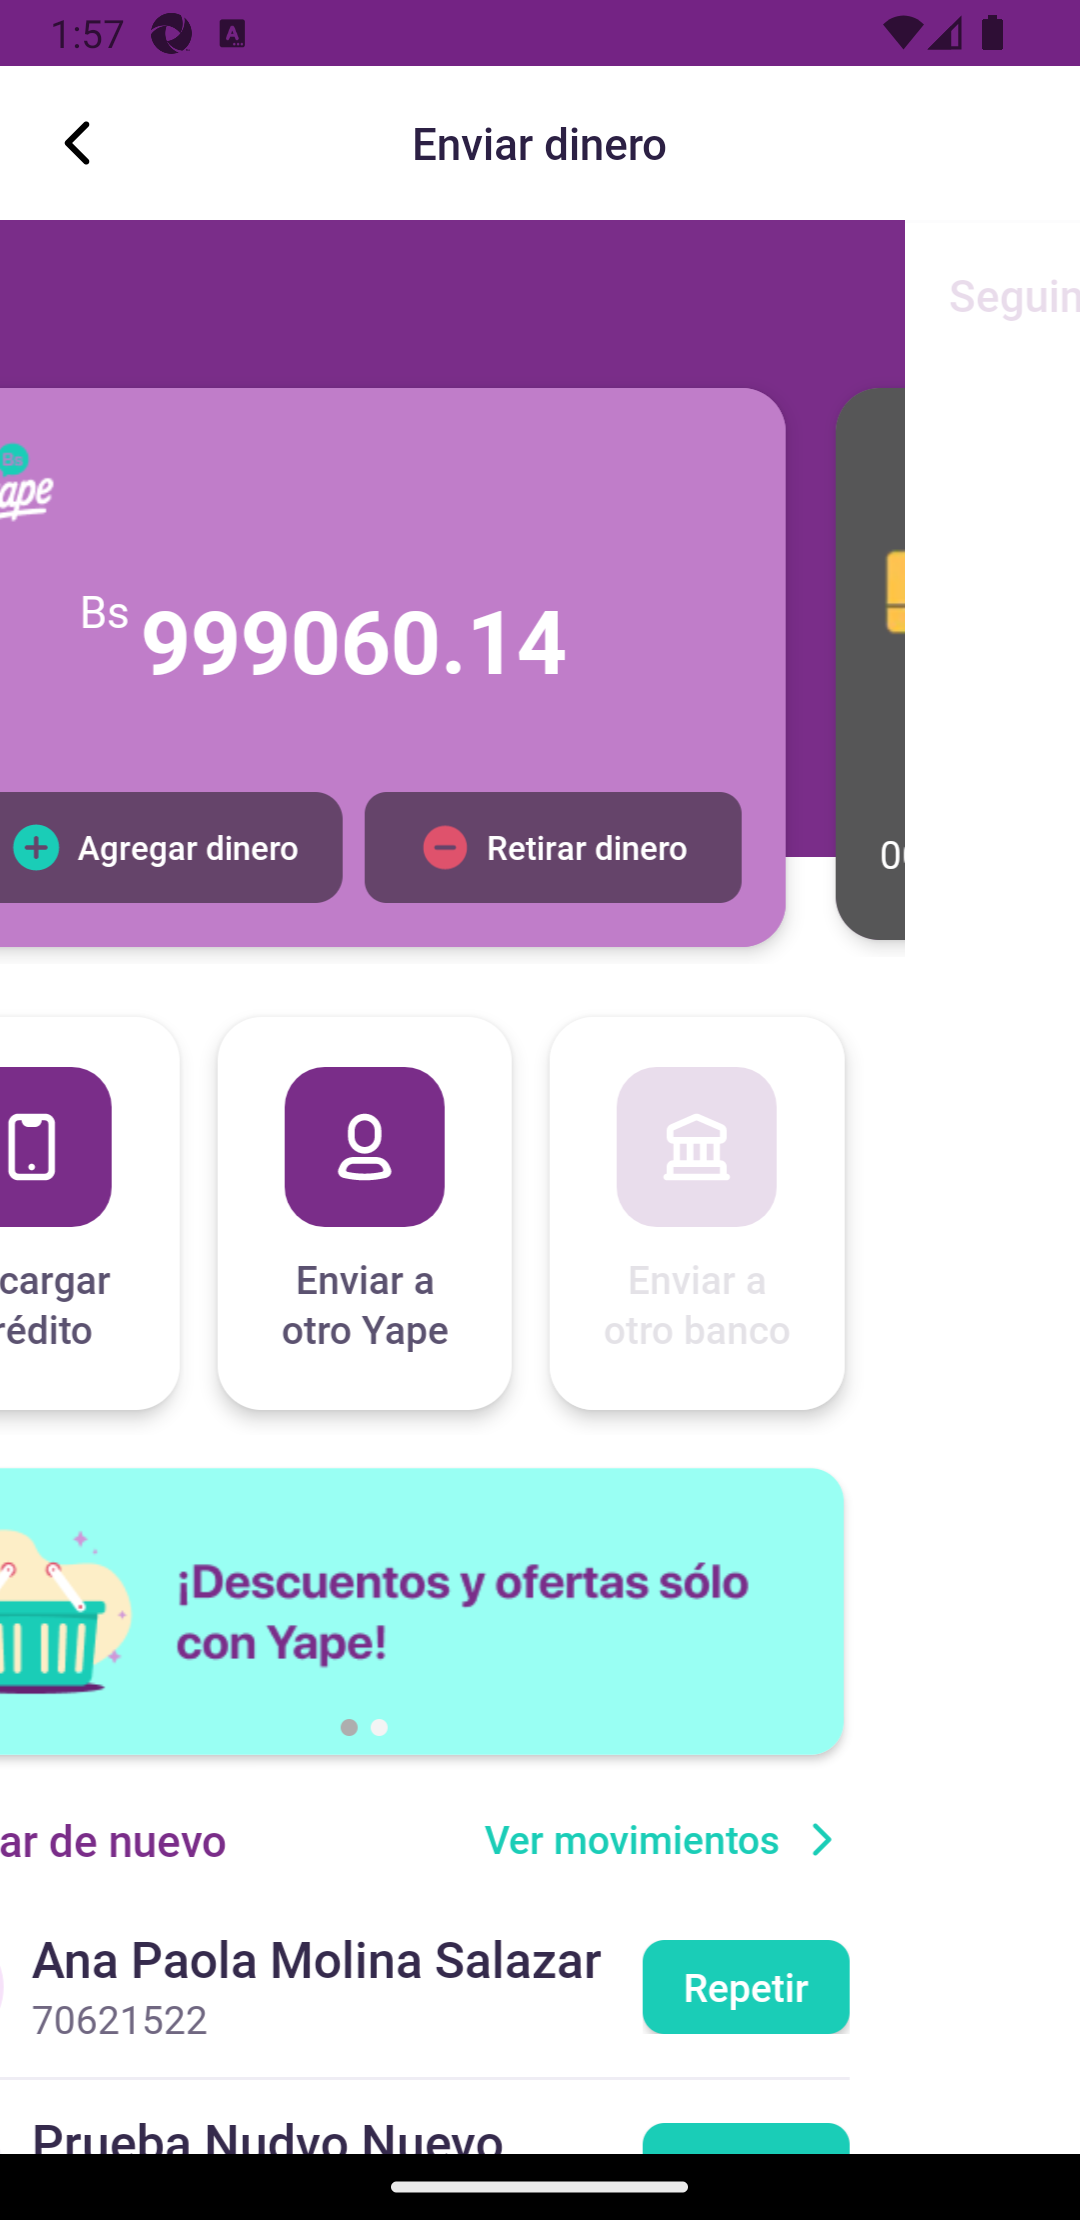 1:57
Enviar dinero
Seguin
Bs
ape
Bs 999060.14
Agregar dinero
Retirar dinero
cargar
rédito
Enviar a
otro Yape
Enviar a
otro banco
¡Descuentos y ofertas sólo
con Yape!
ar de nuevo
Ver movimientos
Ana Paola Molina Salazar
70621522
Repetir
Prueba Nudvo Nuevo